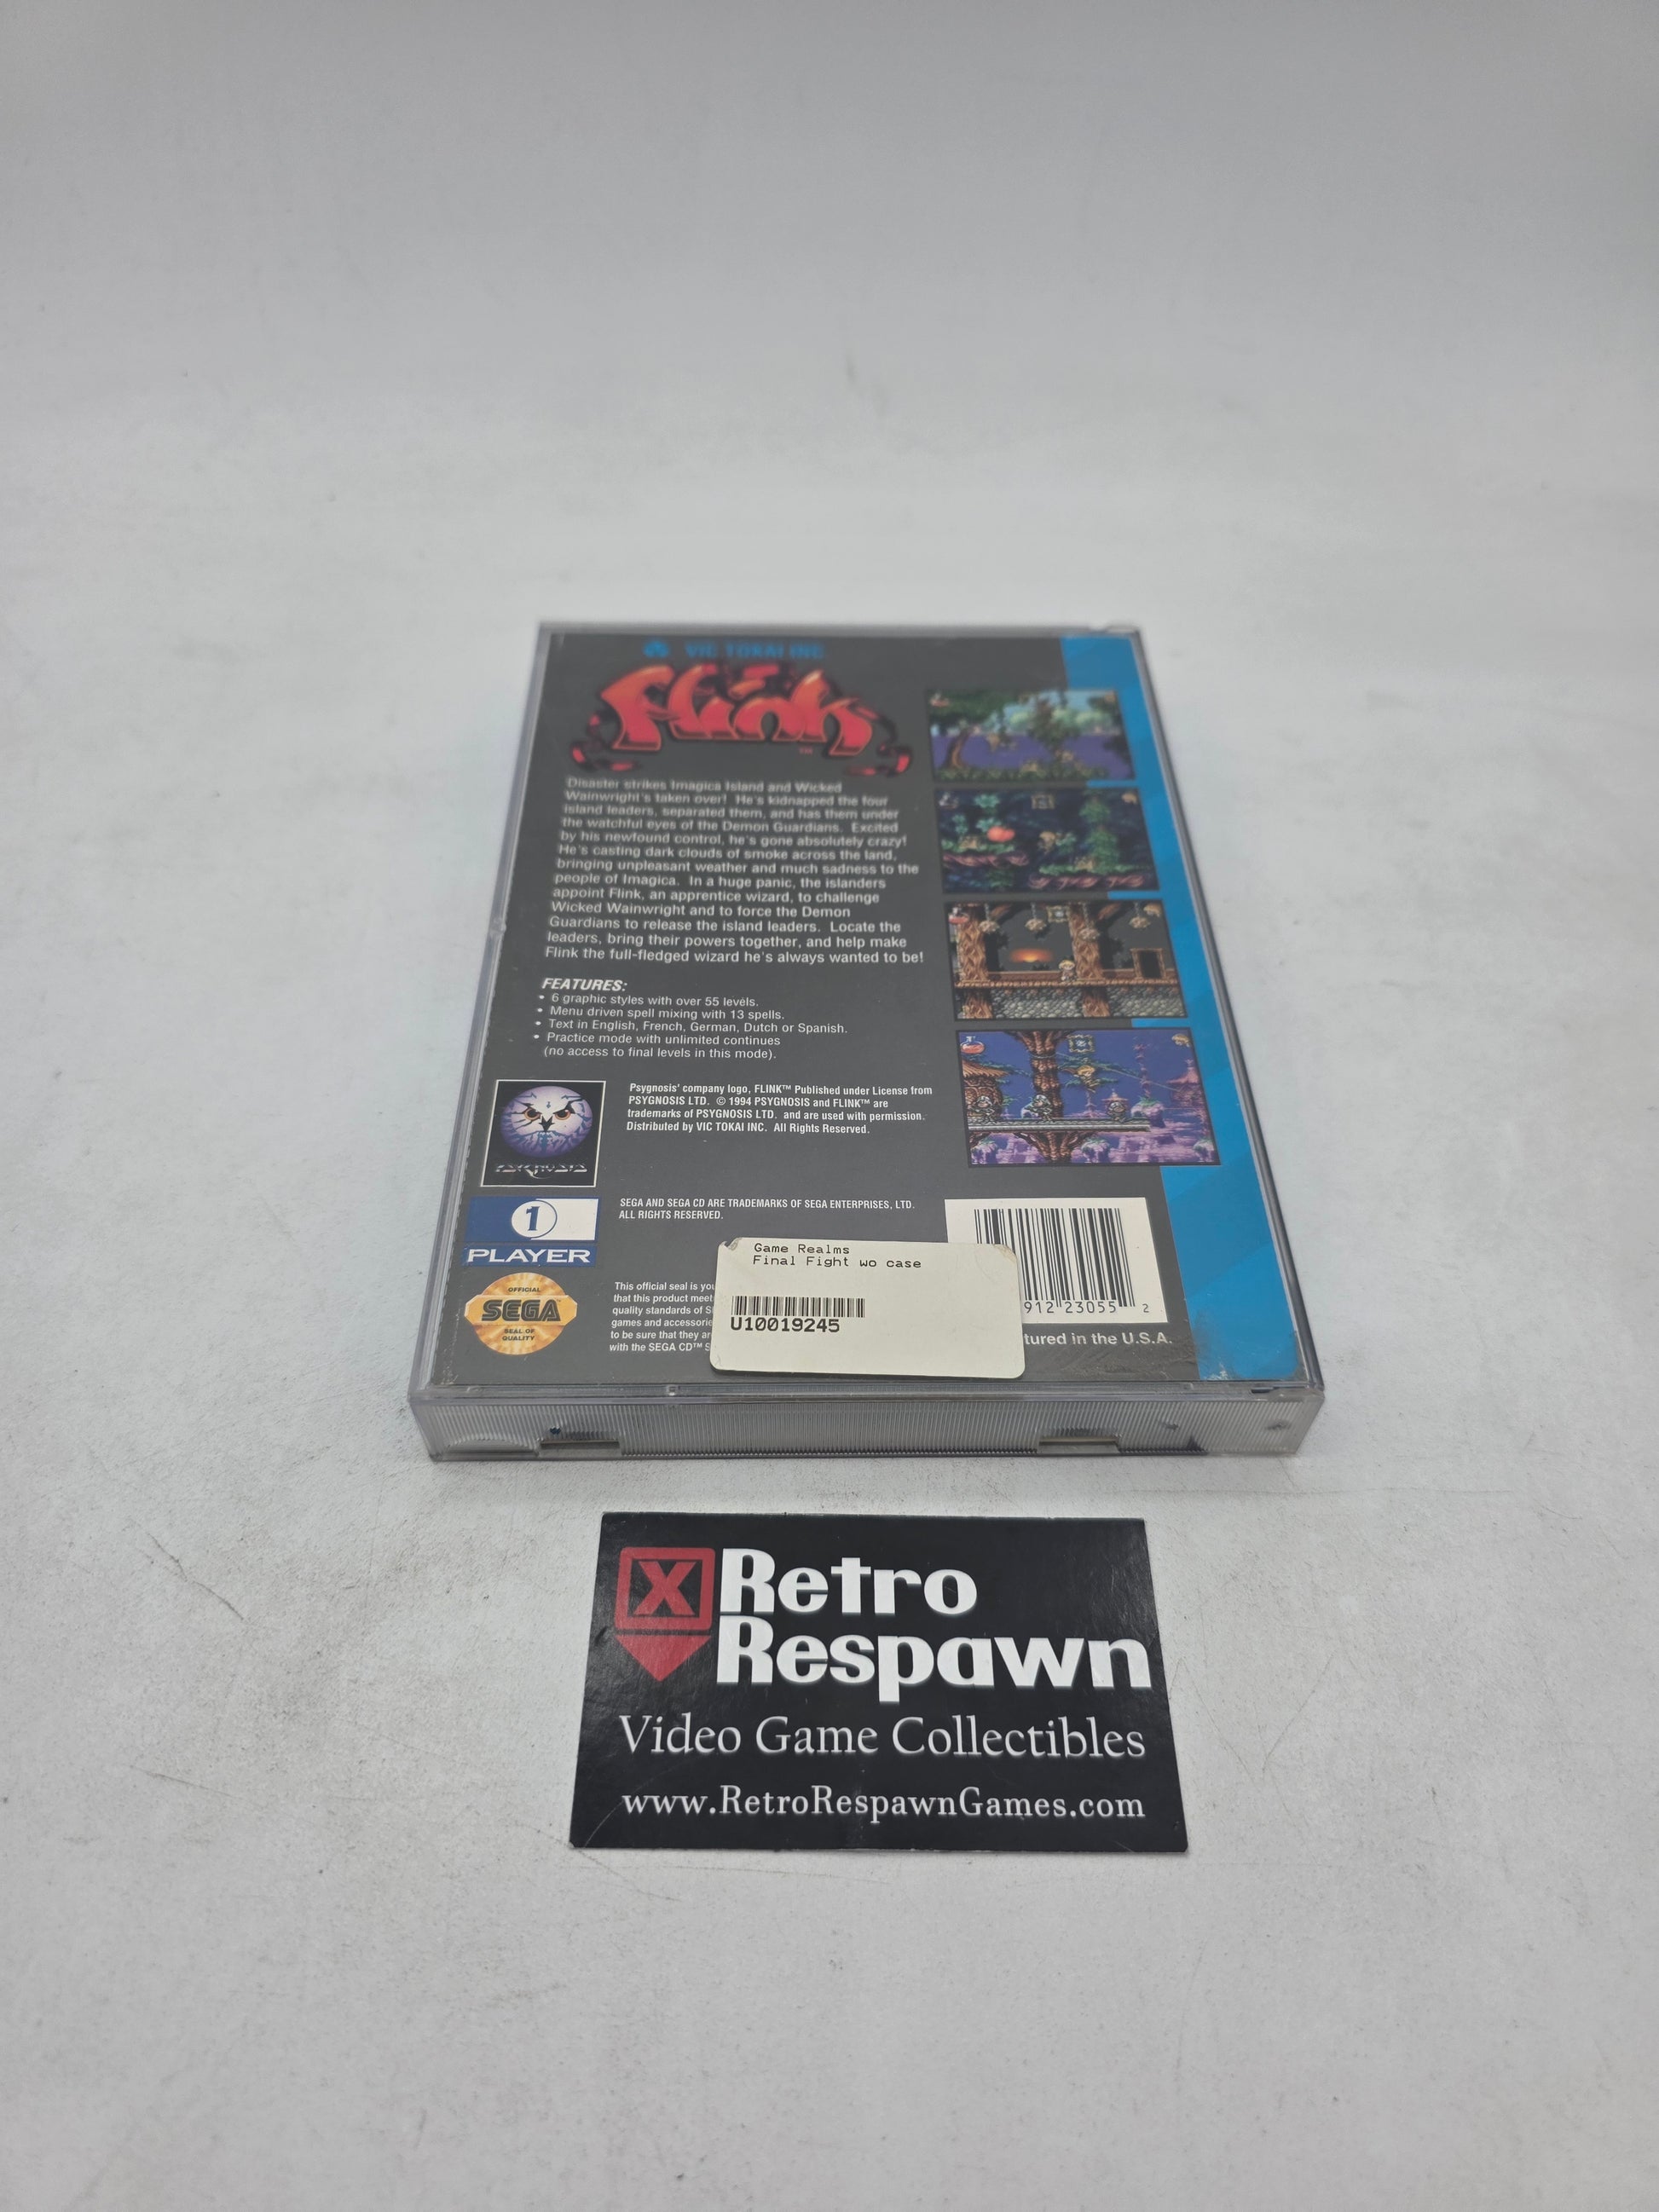 VIC TOKAI INC.
Flink
TM
Disaster strikes Imagica Island and Wicked
Wainwright's taken over! He's kidnapped the four
island leaders, separated them, and has them under
the watchful eyes of the Demon Guardians. Excited
by his newfound control, he's gone absolutely crazy!
He's casting dark clouds of smoke across the land,
bringing unpleasant weather and much sadness to the
people of Imagica. In a huge panic, the islanders
appoint Flink, an apprentice wizard, to challenge
Wicked Wainwright and to force the Demon
Guardians to release the island leaders. Locate the
leaders, bring their powers together, and help make
Flink the full-fledged wizard he's always wanted to be!
FEATURES:
• 6 graphic styles with over 55 levels.
• Menu driven spell mixing with 13 spells.
• Text in English, French, German, Dutch or Spanish.
• Practice mode with unlimited continues
(no access to final levels in this mode).
PSYGNOSIS
Psygnosis' company logo, FLINK™ Published under License from
PSYGNOSIS LTD. © 1994 PSYGNOSIS and FLINK™ are
trademarks of PSYGNOSIS LTD. and are used with permission.
Distributed by VIC TOKAI INC. All Rights Reserved.
1
PLAYER
SEGA AND SEGA CD ARE TRADEMARKS OF SEGA ENTERPRISES, LTD.
ALL RIGHTS RESERVED.
OFFICIAL
SEGA
SEAL OF
QUALITY
This official seal is you
that this product meet
quality standards of S
games and accessorie
to be sure that they ar
with the SEGA CD™ S
Game Realms
Final Fight wo case
U10019245
912 23055 2
tured in the U.S.A.
X Retro
Respawn
Video Game Collectibles
www.RetroRespawnGames.com